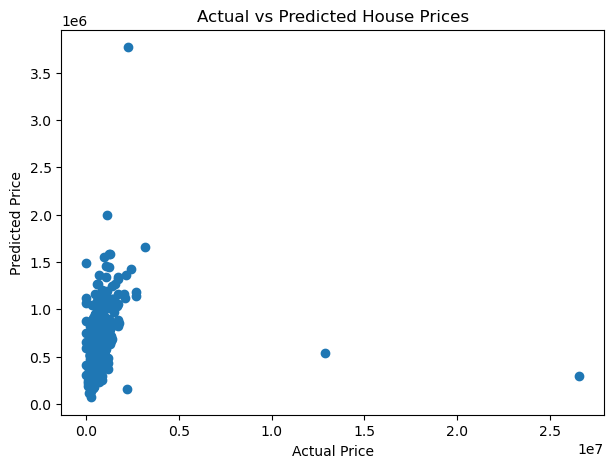 Actual vs Predicted House Prices
1e6
3.5
3.0
2.5
2.0
1.5
1.0
0.5
0.0
Predicted Price
0.0 0.5 1.0 1.5 2.0 2.5
1e7
Actual Price